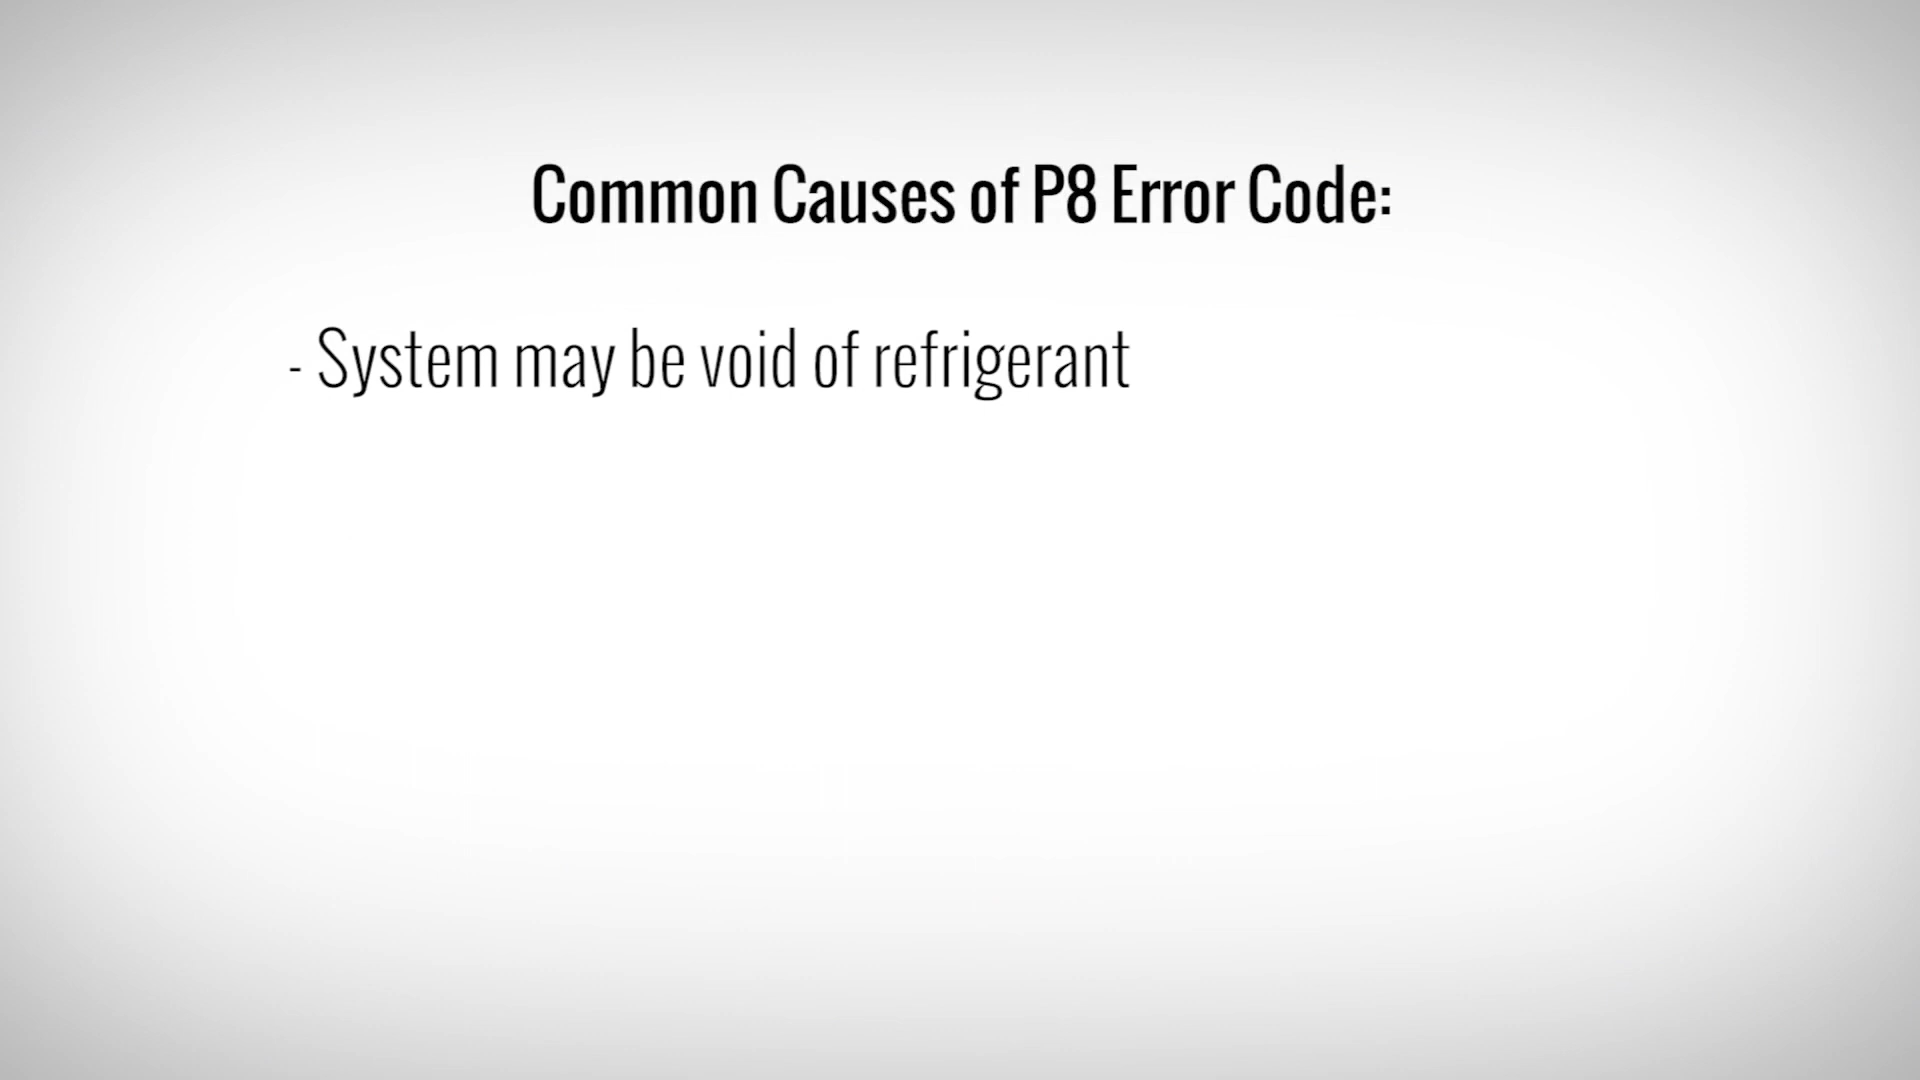 Common Causes of P8 Error Code:
- System may be void of refrigerant